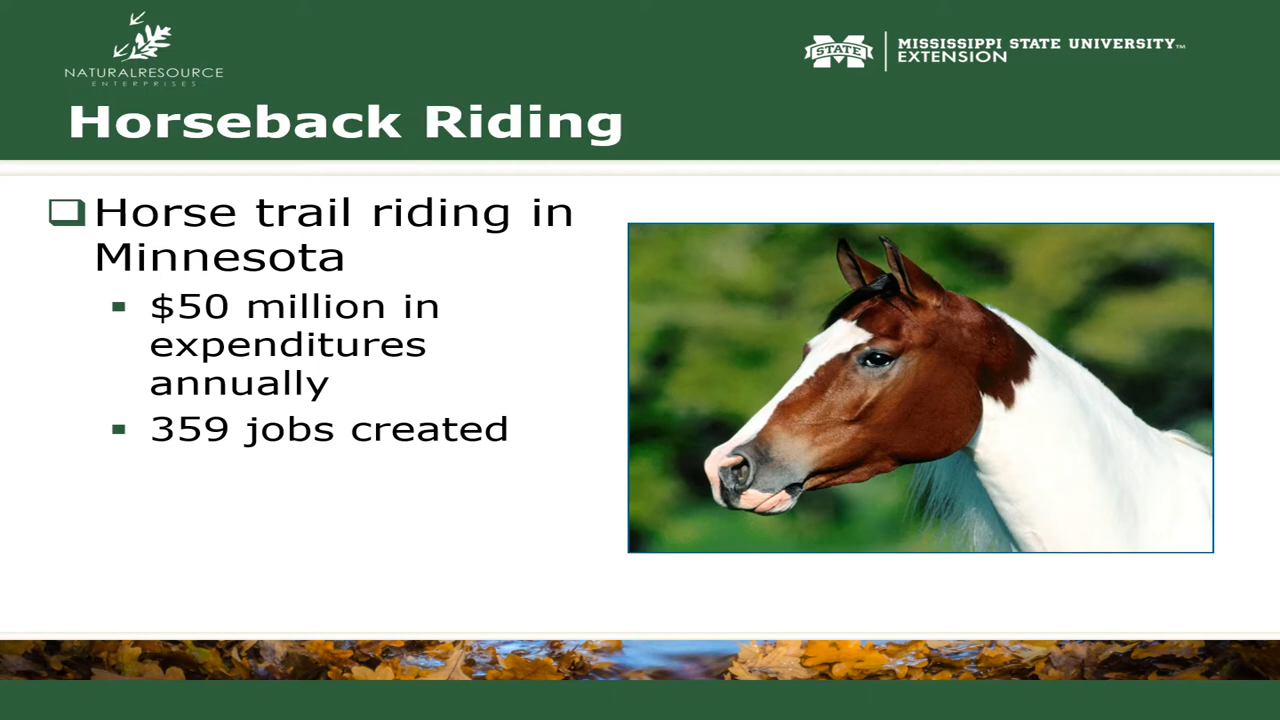 NATURALRESOURCE
ENTERPRISES
STATE
MISSISSIPPI STATE UNIVERSITY™
EXTENSION
Horseback Riding
Horse trail riding in
Minnesota
$50 million in
expenditures
annually
359 jobs created